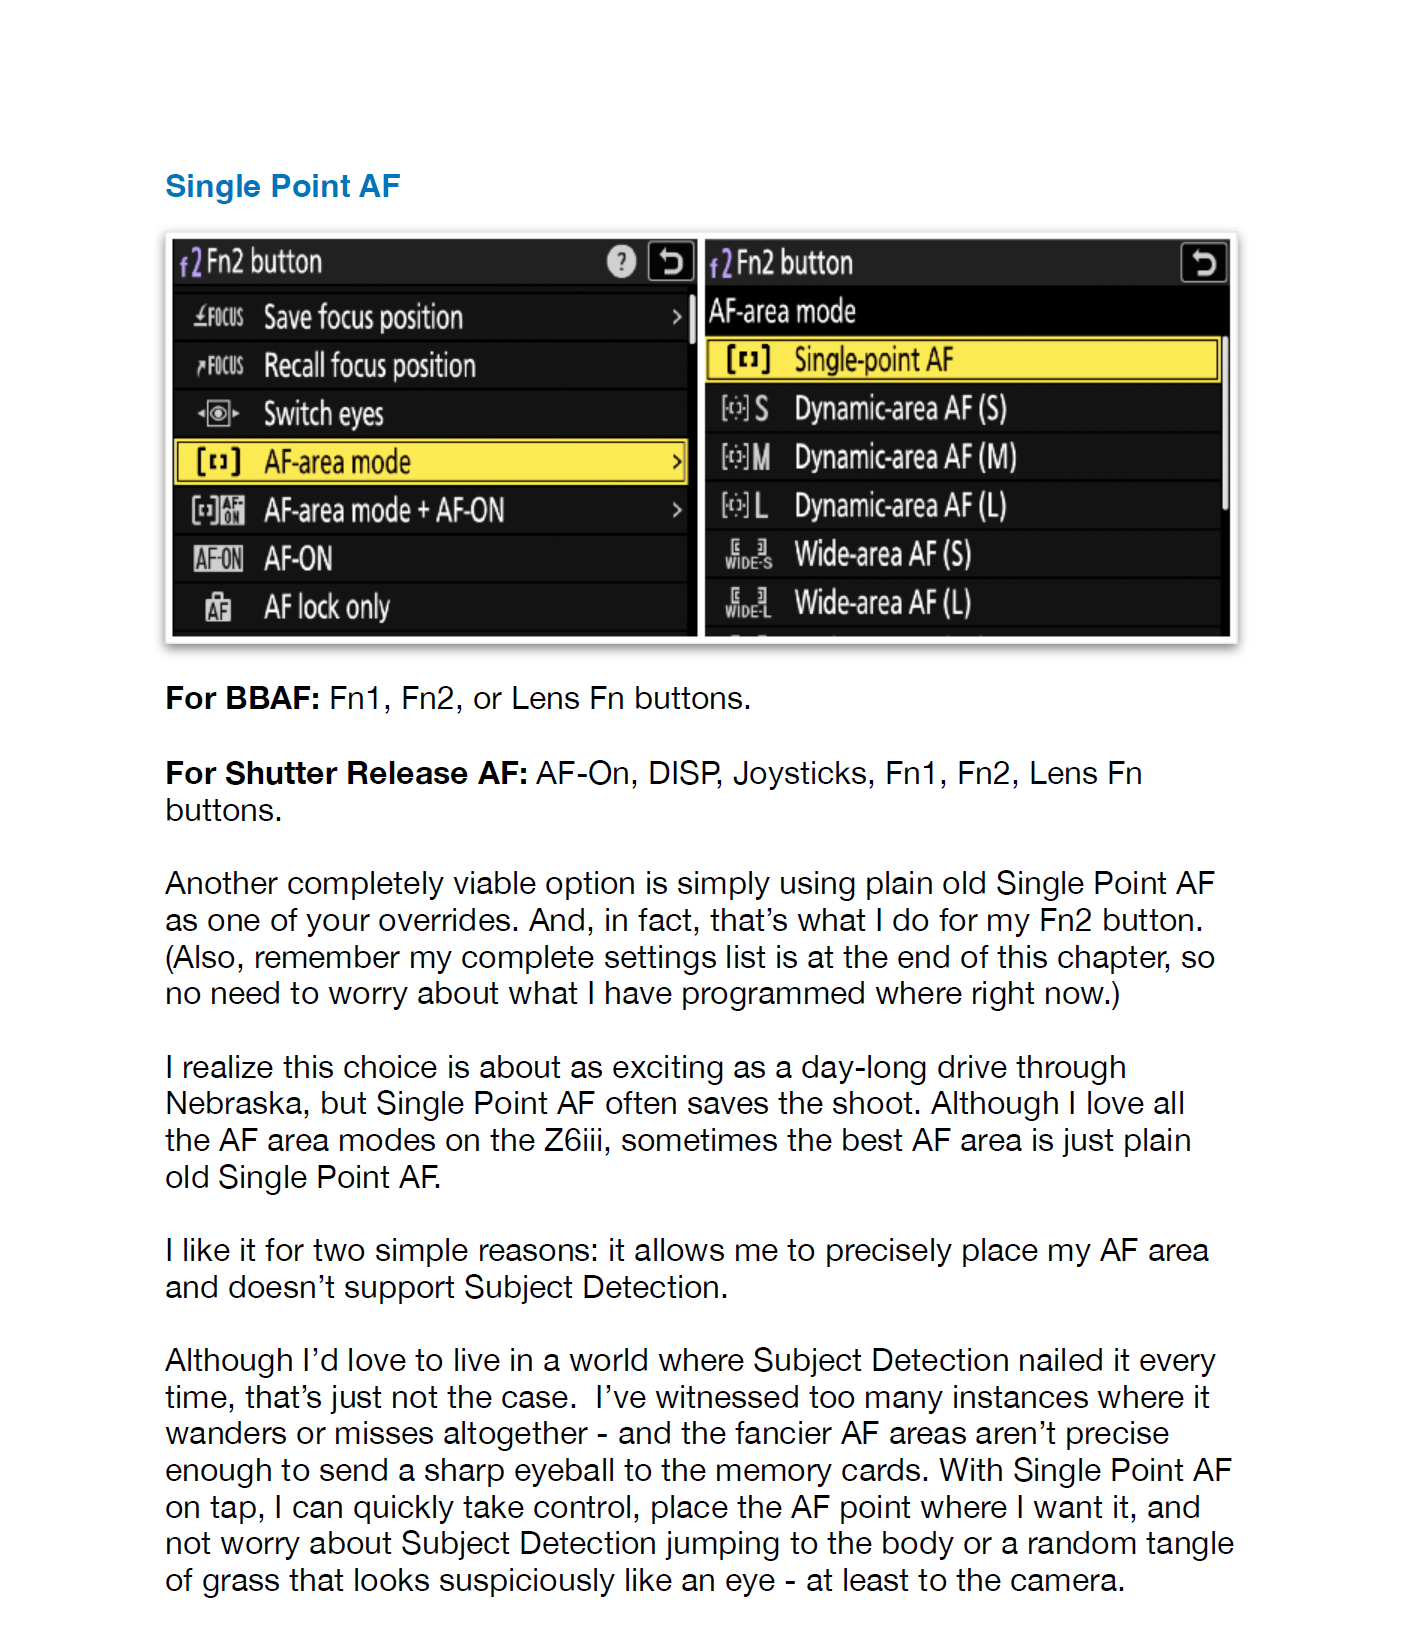 Single Point AF
f2 Fn2 button ?
FOCUS Save focus position >
FOCUS Recall focus position
Switch eyes
AF-area mode >
AF-ON AF-area mode + AF-ON >
AF-ON AF-ON
AF AF lock only
f2 Fn2 button
AF-area mode
Single-point AF
S Dynamic-area AF (S)
M Dynamic-area AF (M)
L Dynamic-area AF (L)
WIDE-S Wide-area AF (S)
WIDE-L Wide-area AF (L)
For BBAF: Fn1, Fn2, or Lens Fn buttons.
For Shutter Release AF: AF-On, DISP, Joysticks, Fn1, Fn2, Lens Fn
buttons.
Another completely viable option is simply using plain old Single Point AF
as one of your overrides. And, in fact, that’s what I do for my Fn2 button.
(Also, remember my complete settings list is at the end of this chapter, so
no need to worry about what I have programmed where right now.)
I realize this choice is about as exciting as a day-long drive through
Nebraska, but Single Point AF often saves the shoot. Although I love all
the AF area modes on the Z6iii, sometimes the best AF area is just plain
old Single Point AF.
I like it for two simple reasons: it allows me to precisely place my AF area
and doesn’t support Subject Detection.
Although I’d love to live in a world where Subject Detection nailed it every
time, that’s just not the case.  I’ve witnessed too many instances where it
wanders or misses altogether - and the fancier AF areas aren’t precise
enough to send a sharp eyeball to the memory cards. With Single Point AF
on tap, I can quickly take control, place the AF point where I want it, and
not worry about Subject Detection jumping to the body or a random tangle
of grass that looks suspiciously like an eye - at least to the camera.